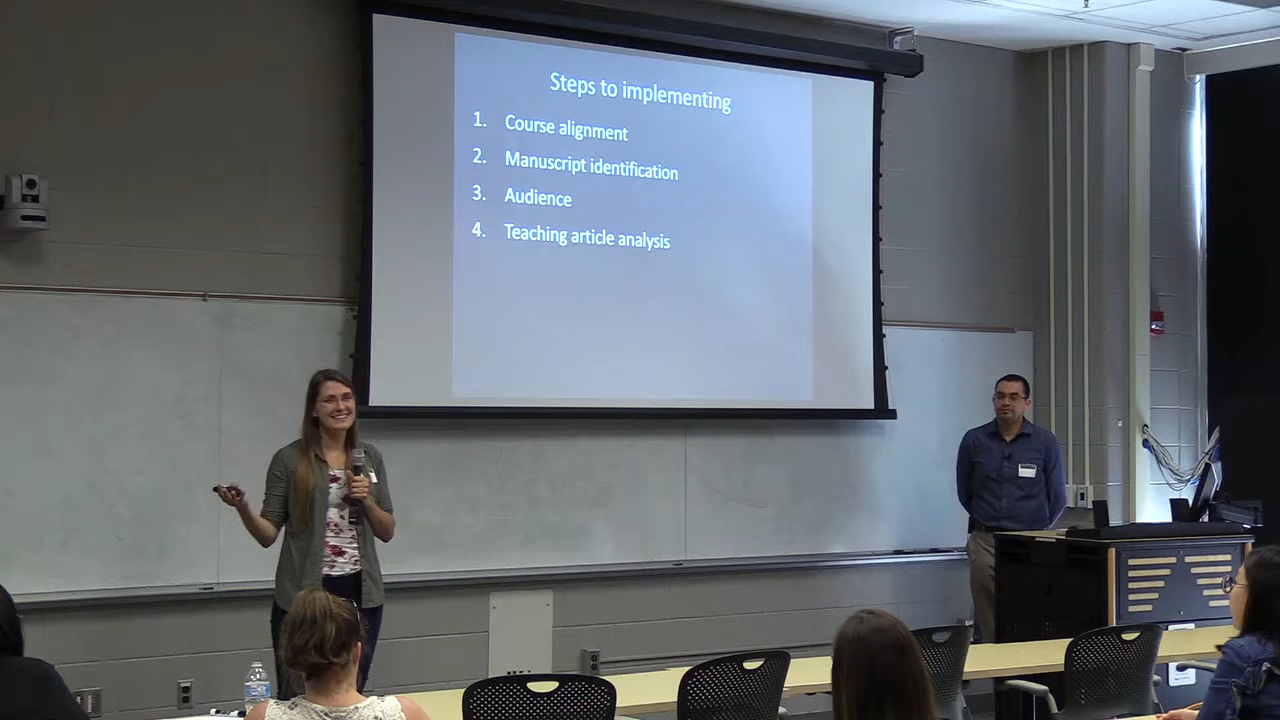 Steps to implementing
1. Course alignment
2. Manuscript identification
3. Audience
4. Teaching article analysis